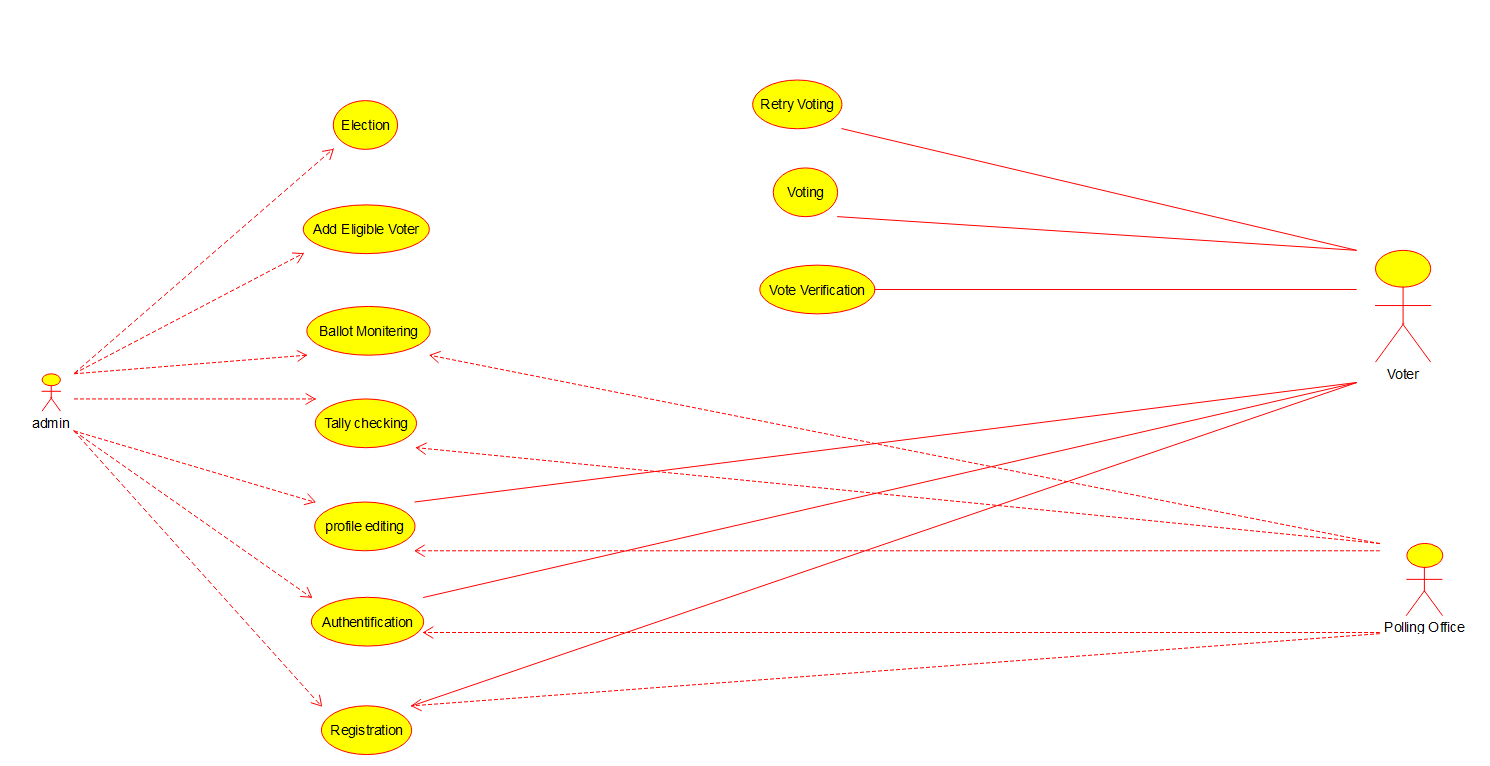 Retry Voting
Election
Voting
Add Eligible Voter
Vote Verification
Ballot Monitering
Voter
admin
Tally checking
profile editing
Authentification
Polling Office
Registration